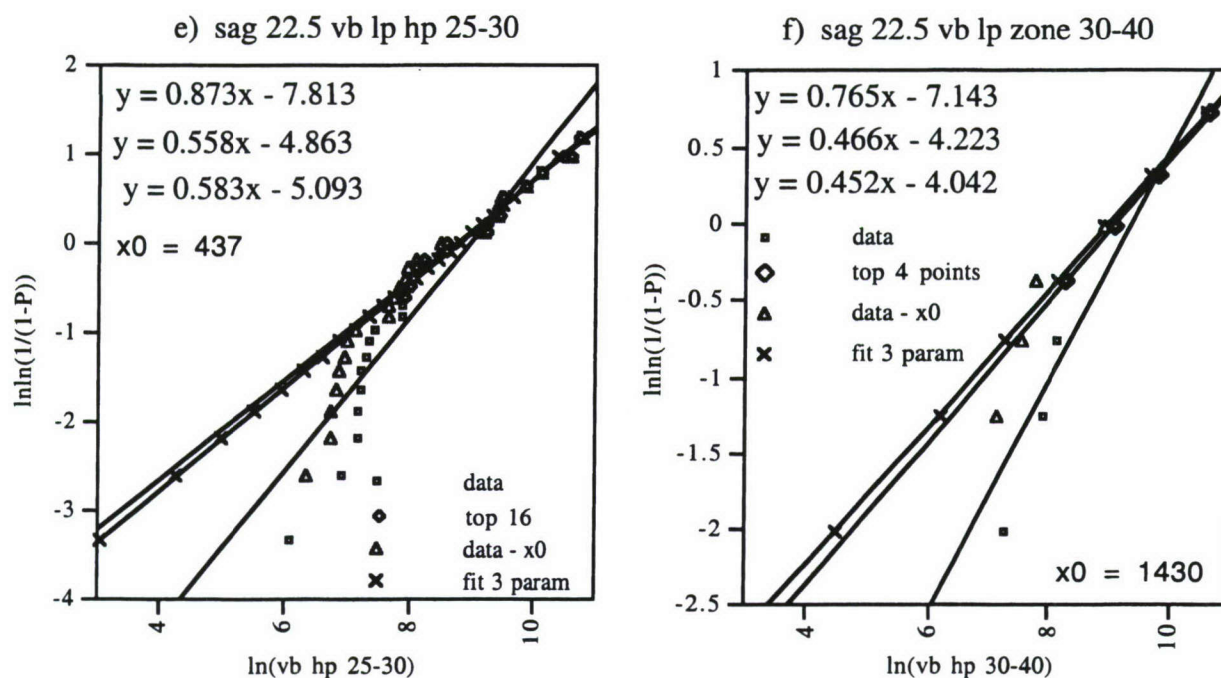 e) sag 22.5 vb lp hp 25-30
y = 0.873x - 7.813
y = 0.558x - 4.863
y = 0.583x - 5.093
x0 = 437
data
top 16
data - x0
fit 3 param
lnln(1/(1-P))
2
1
0
-1
-2
-3
-4
4
6
8
10
ln(vb hp 25-30)
f) sag 22.5 vb lp zone 30-40
y = 0.765x - 7.143
y = 0.466x - 4.223
y = 0.452x - 4.042
data
top 4 points
data - x0
fit 3 param
x0 = 1430
lnln(1/(1-P))
1
0.5
0
-0.5
-1
-1.5
-2
-2.5
4
6
8
10
ln(vb hp 30-40)